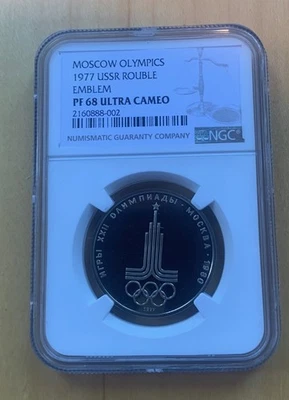 MOSCOW OLYMPICS
1977 USSR ROUBLE
EMBLEM
PF 68 ULTRA CAMEO
2160888-002
NUMISMATIC GUARANTY COMPANY
NGC
ИГРЫ XXII ОЛИМПИАДЫ · МОСКВА · 1980
1977